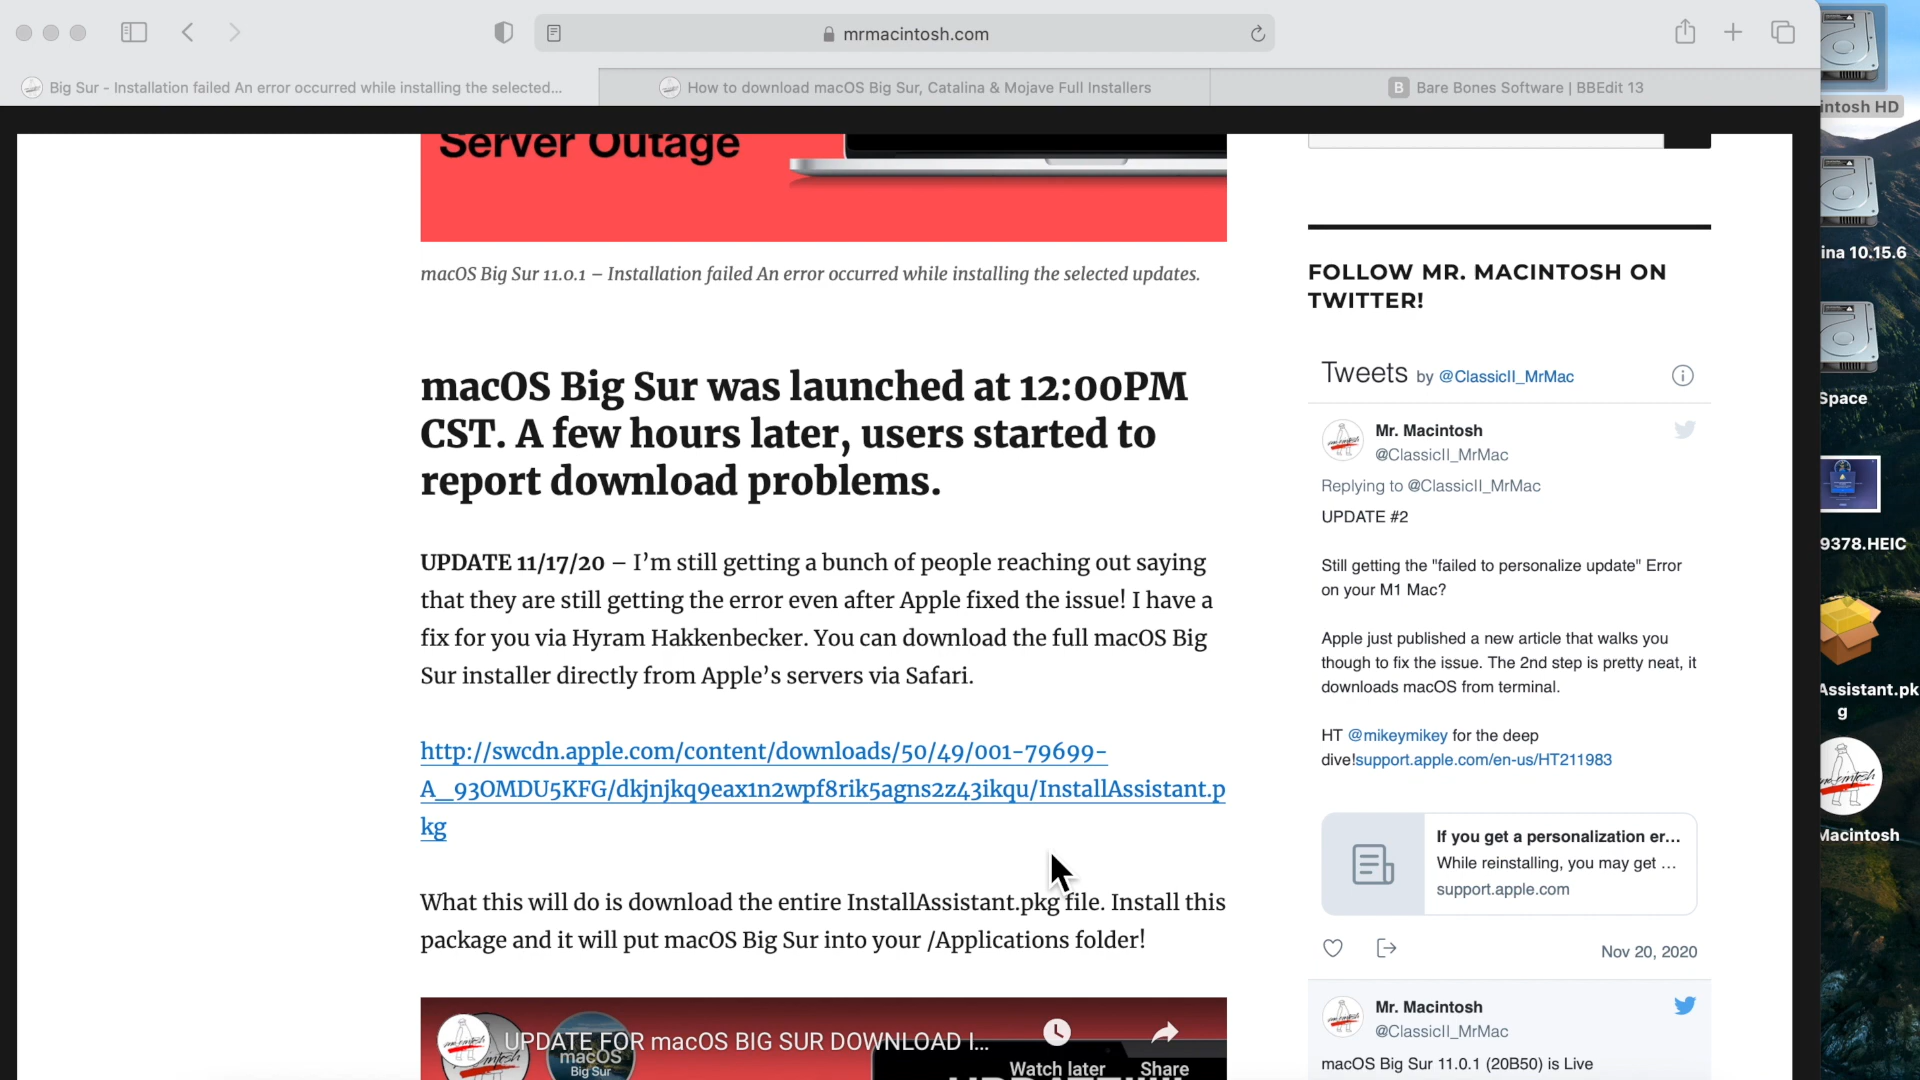 mrmacintosh.com
Big Sur - Installation failed An error occurred while installing the selected...
How to download macOS Big Sur, Catalina & Mojave Full Installers
B Bare Bones Software | BBEdit 13
intosh HD
Server Outage
macOS Big Sur 11.0.1 – Installation failed An error occurred while installing the selected updates.
macOS Big Sur was launched at 12:00PM
CST. A few hours later, users started to
report download problems.
UPDATE 11/17/20 – I’m still getting a bunch of people reaching out saying
that they are still getting the error even after Apple fixed the issue! I have a
fix for you via Hyram Hakkenbecker. You can download the full macOS Big
Sur installer directly from Apple’s servers via Safari.
http://swcdn.apple.com/content/downloads/50/49/001-79699-
A_93OMDU5KFG/dkjnjkq9eax1n2wpf8rik5agns2z43ikqu/InstallAssistant.p
kg
What this will do is download the entire InstallAssistant.pkg file. Install this
package and it will put macOS Big Sur into your /Applications folder!
UPDATE FOR macOS BIG SUR DOWNLOAD I...
macOS
Big Sur
Watch later
Share
FOLLOW MR. MACINTOSH ON
TWITTER!
Tweets by @ClassicII_MrMac
Mr. Macintosh
@ClassicII_MrMac
Replying to @ClassicII_MrMac
UPDATE #2
Still getting the "failed to personalize update" Error
on your M1 Mac?
Apple just published a new article that walks you
though to fix the issue. The 2nd step is pretty neat, it
downloads macOS from terminal.
HT @mikeymikey for the deep
dive!support.apple.com/en-us/HT211983
If you get a personalization er...
While reinstalling, you may get ...
support.apple.com
Nov 20, 2020
Mr. Macintosh
@ClassicII_MrMac
macOS Big Sur 11.0.1 (20B50) is Live
ina 10.15.6
Space
9378.HEIC
Assistant.pk
g
Macintosh